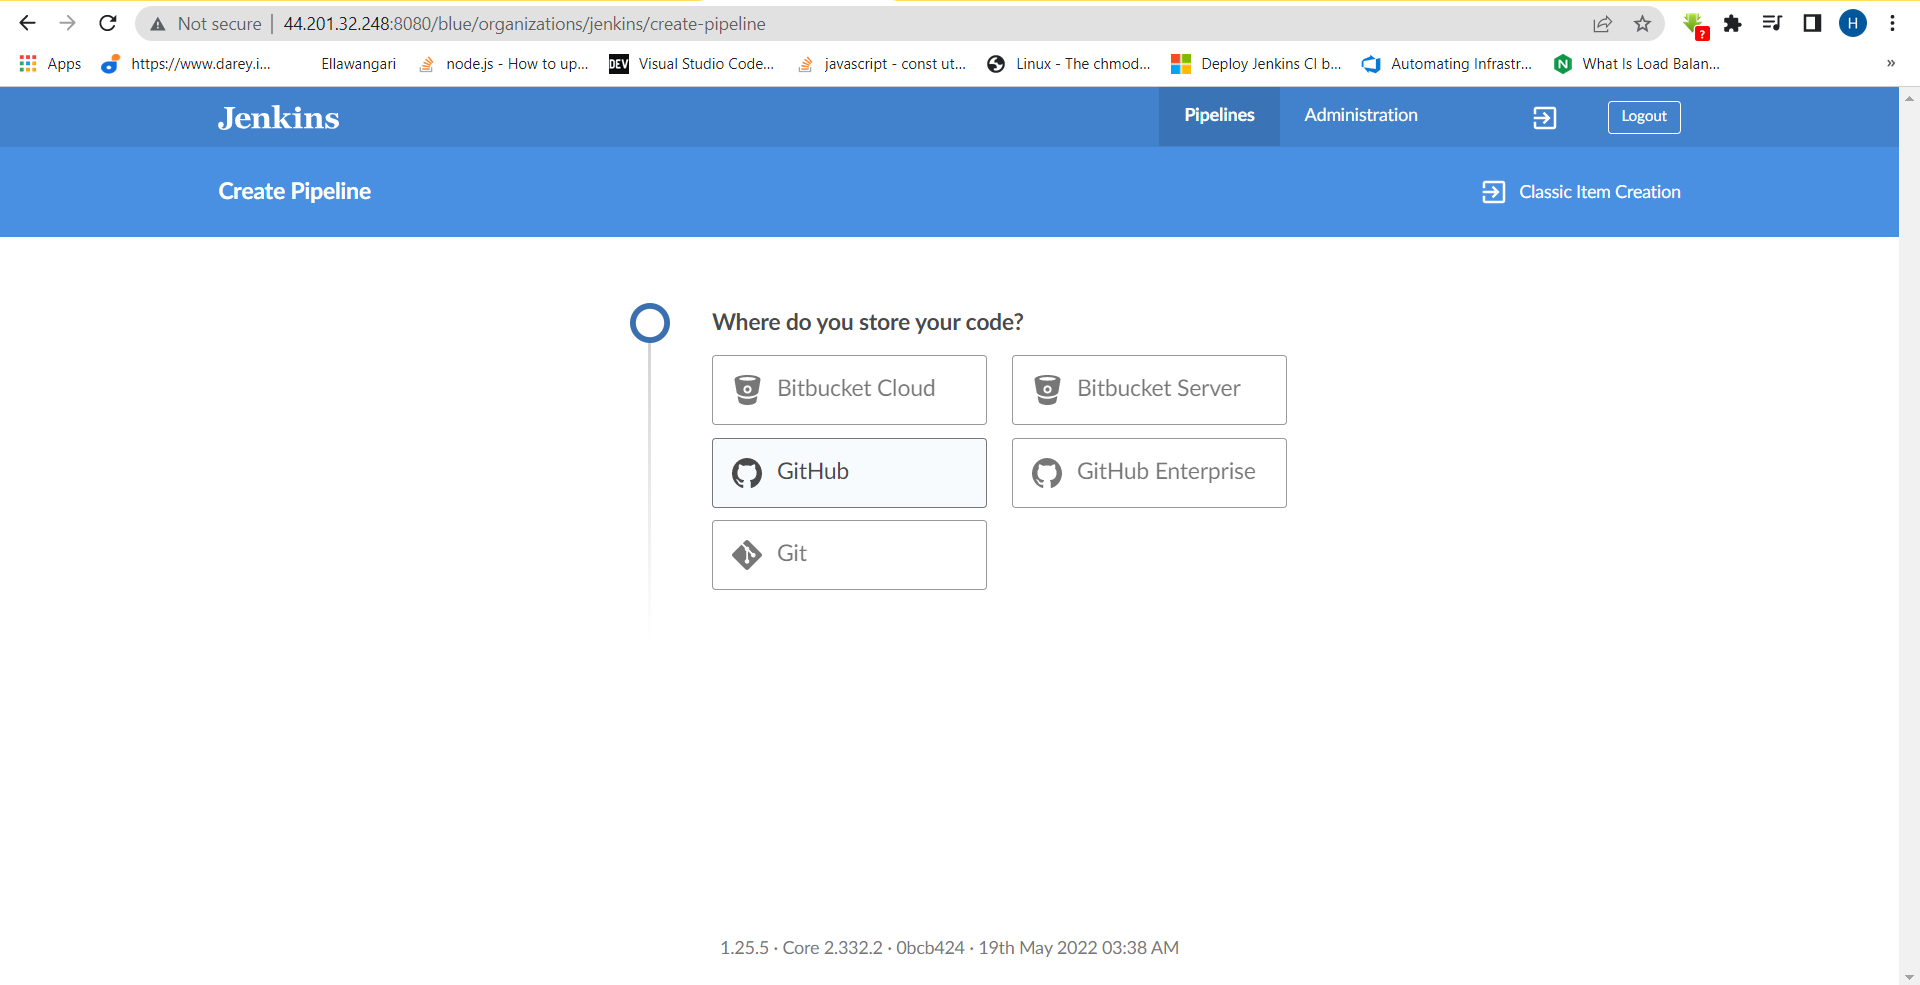 Not secure 44.201.32.248:8080/blue/organizations/jenkins/create-pipeline
? H
Apps https://www.darey.i... Ellawangari node.js - How to up... DEV Visual Studio Code... javascript - const ut... Linux - The chmod... Deploy Jenkins CI b... Automating Infrastr... N What Is Load Balan... »
Jenkins Pipelines Administration Logout
Create Pipeline Classic Item Creation
Where do you store your code?
Bitbucket Cloud Bitbucket Server
GitHub GitHub Enterprise
Git
1.25.5 · Core 2.332.2 · 0bcb424 · 19th May 2022 03:38 AM